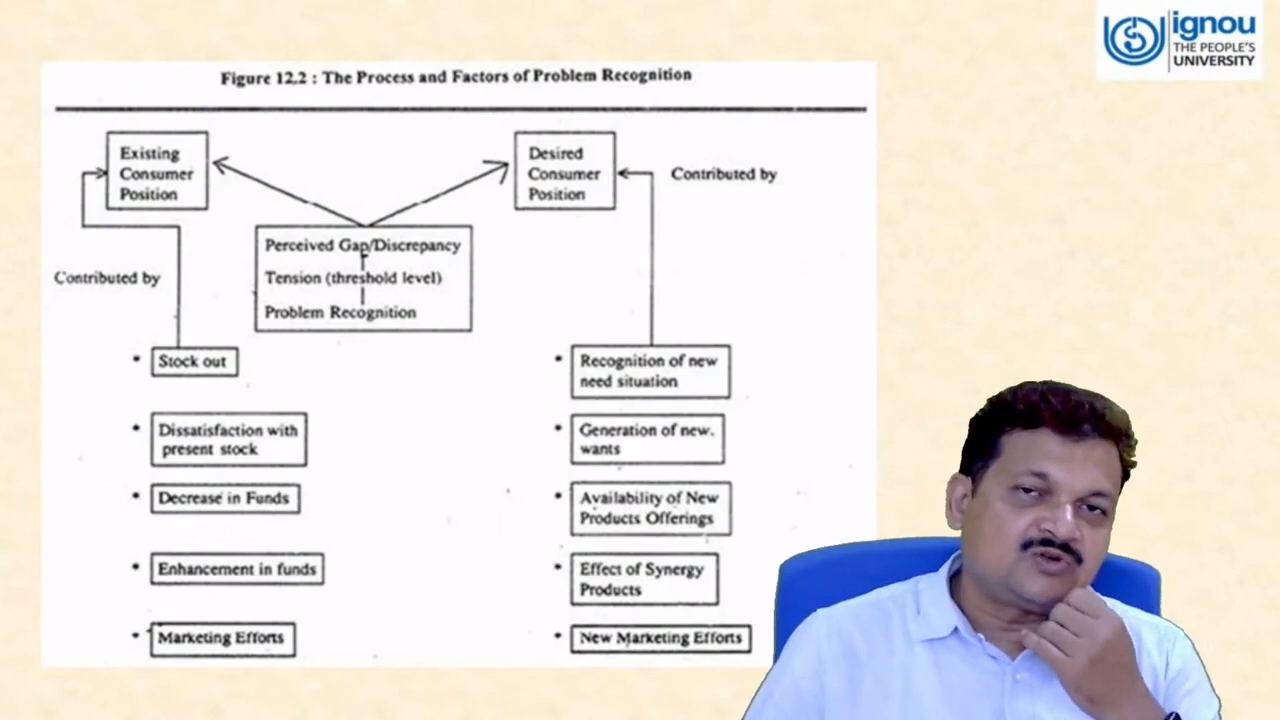 ignou
THE PEOPLE'S
UNIVERSITY
Figure 12.2 : The Process and Factors of Problem Recognition
Existing
Consumer
Position
Desired
Consumer
Position
Contributed by
Perceived Gap/Discrepancy
Tension (threshold level)
Problem Recognition
Contributed by
• Stock out
• Dissatisfaction with
present stock
• Decrease in Funds
• Enhancement in funds
• Marketing Efforts
• Recognition of new
need situation
• Generation of new.
wants
• Availability of New
Products Offerings
• Effect of Synergy
Products
• New Marketing Efforts